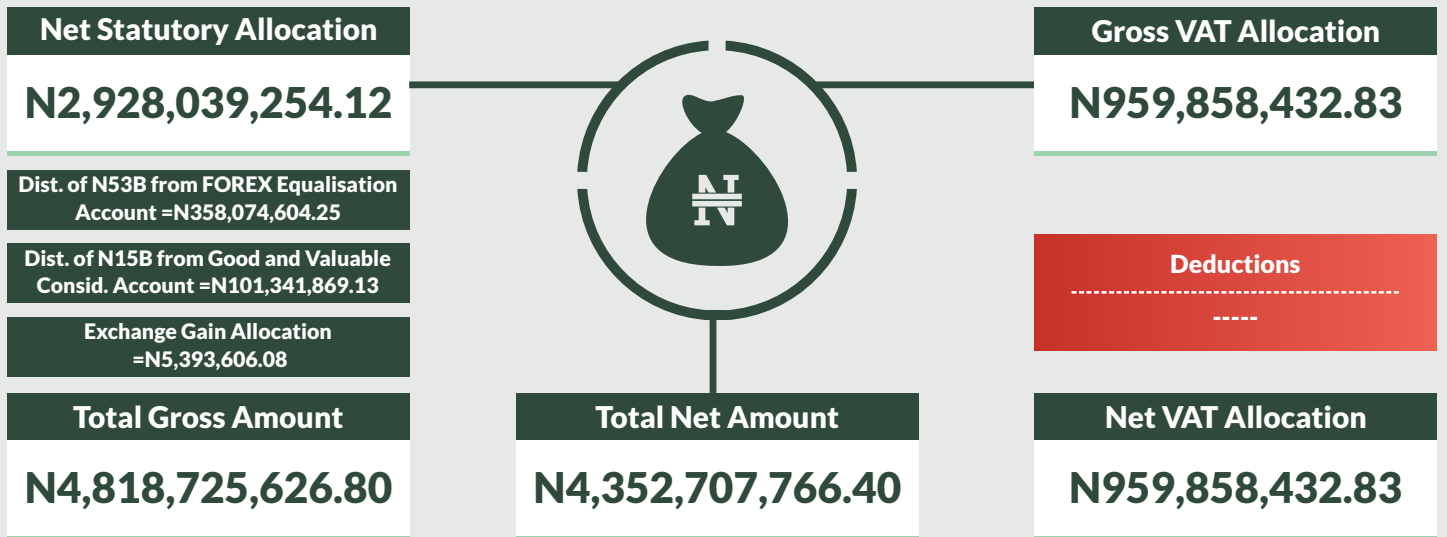 Net Statutory Allocation
N2,928,039,254.12
Dist. of N53B from FOREX Equalisation
Account =N358,074,604.25
Dist. of N15B from Good and Valuable
Consid. Account =N101,341,869.13
Exchange Gain Allocation
=N5,393,606.08
Total Gross Amount
N4,818,725,626.80
₦
Total Net Amount
N4,352,707,766.40
Gross VAT Allocation
N959,858,432.83
Deductions
--------------------------------------------
-----
Net VAT Allocation
N959,858,432.83